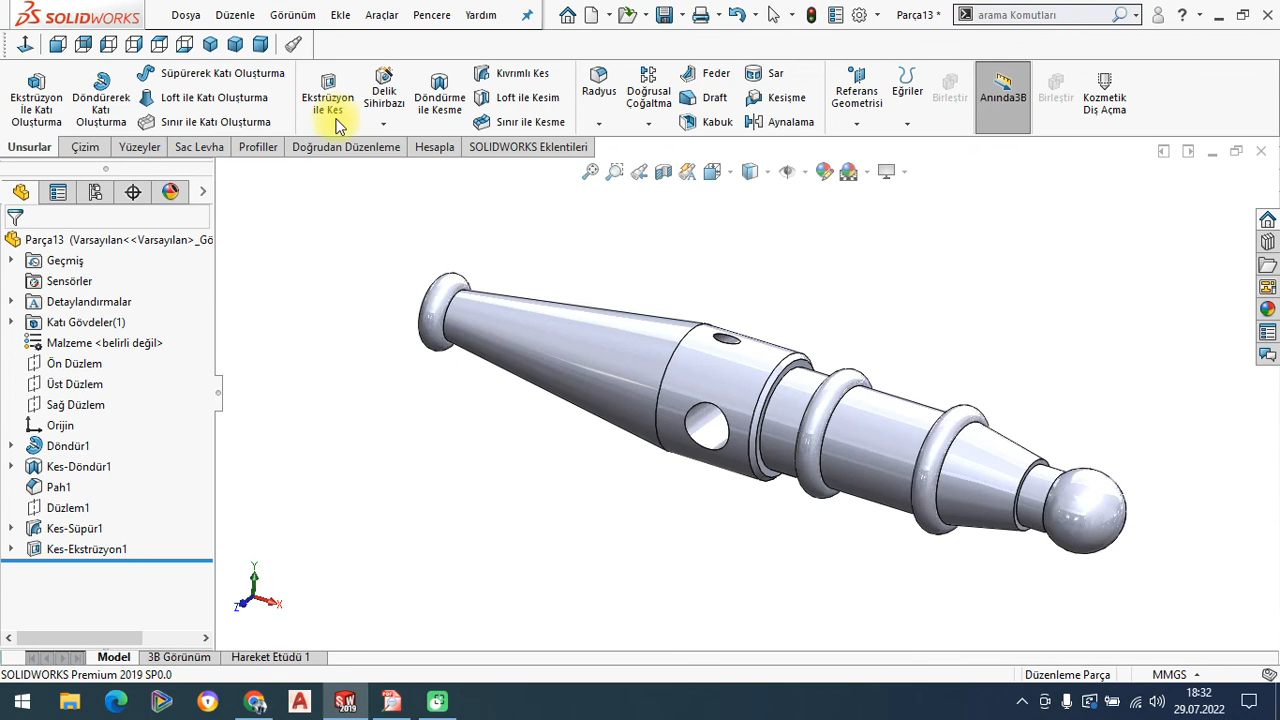 SOLIDWORKS
Dosya
Düzenle
Görünüm
Ekle
Araçlar
Pencere
Yardım
Parça13 *
arama Komutları
Ekstrüzyon
İle Katı
Oluşturma
Döndürerek
Katı
Oluşturma
Süpürerek Katı Oluşturma
Loft ile Katı Oluşturma
Sınır ile Katı Oluşturma
Ekstrüzyon
ile Kes
Delik
Sihirbazı
Döndürme
ile Kesme
Kıvrımlı Kes
Loft ile Kesim
Sınır ile Kesme
Radyus
Doğrusal
Çoğaltma
Feder
Draft
Kabuk
Sar
Kesişme
Aynalama
Referans
Geometrisi
Eğriler
Birleştir
Anında3B
Birleştir
Kozmetik
Diş Açma
Unsurlar
Çizim
Yüzeyler
Sac Levha
Profiller
Doğrudan Düzenleme
Hesapla
SOLIDWORKS Eklentileri
Parça13 (Varsayılan<<Varsayılan>_Gö
Geçmiş
Sensörler
Detaylandırmalar
Katı Gövdeler(1)
Malzeme <belirli değil>
Ön Düzlem
Üst Düzlem
Sağ Düzlem
Orijin
Döndür1
Kes-Döndür1
Pah1
Düzlem1
Kes-Süpür1
Kes-Ekstrüzyon1
Y
Z
X
Model
3B Görünüm
Hareket Etüdü 1
SOLIDWORKS Premium 2019 SP0.0
Düzenleme Parça
MMGS
18:32
29.07.2022